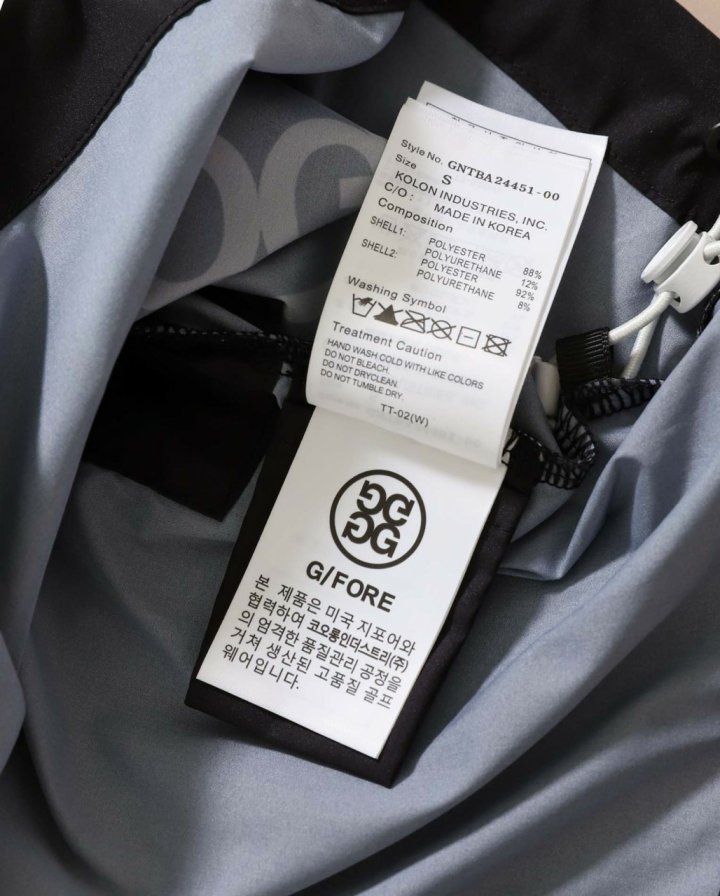 Style No. GNTBA24451-00
Size S
KOLON INDUSTRIES, INC.
C/O : MADE IN KOREA
Composition
SHELL1: POLYESTER 88%
POLYURETHANE 12%
SHELL2: POLYESTER 92%
POLYURETHANE 8%
Washing Symbol
Treatment Caution
HAND WASH COLD WITH LIKE COLORS
DO NOT BLEACH.
DO NOT DRYCLEAN.
DO NOT TUMBLE DRY.
TT-02(W)
G/FORE
본 제품은 미국 지포어와
협력하여 코오롱인더스트리(주)
의 엄격한 품질관리 공정을
거쳐 생산된 고품질 골프
웨어입니다.